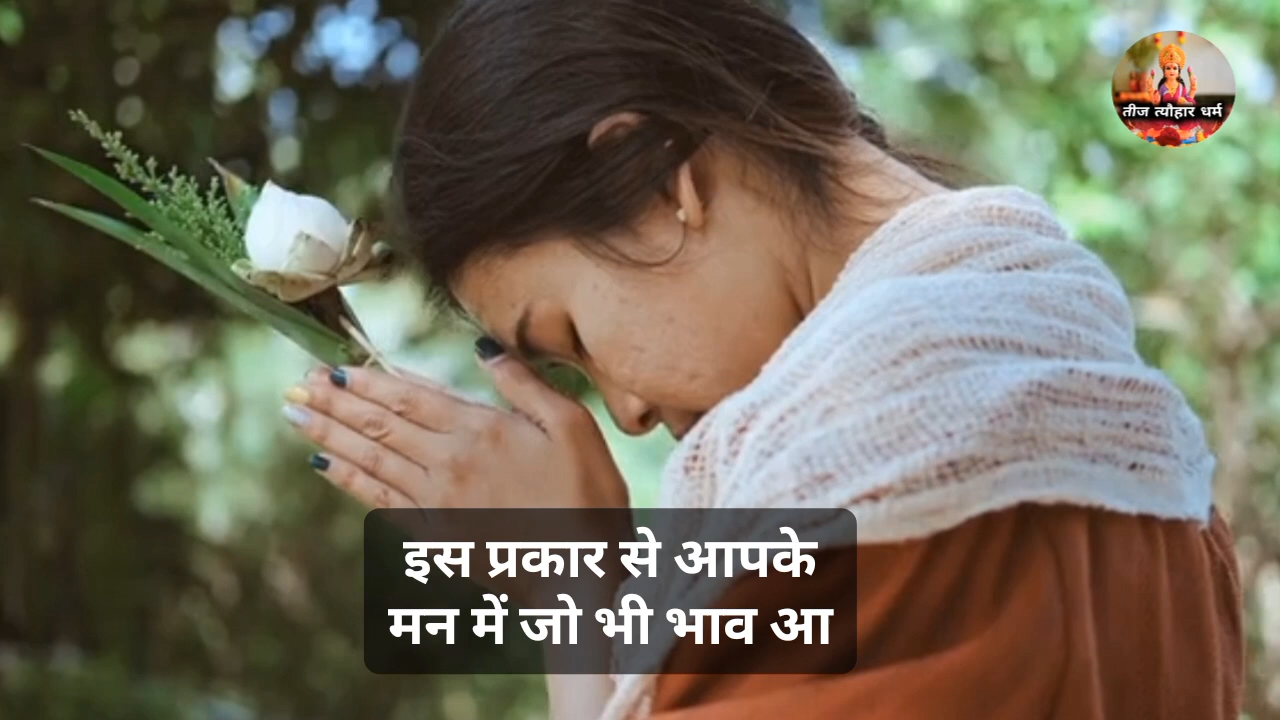 तीज त्यौहार धर्म
इस प्रकार से आपके
मन में जो भी भाव आ